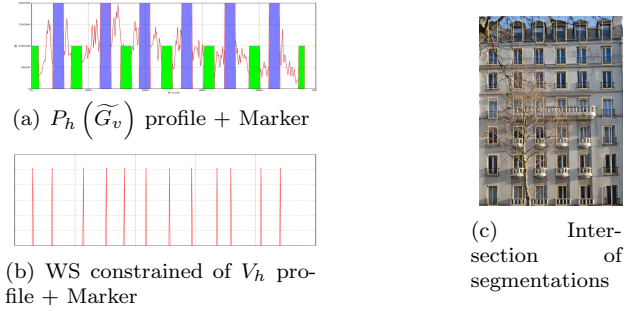 (a) P_h (G̃_v) profile + Marker
(b) WS constrained of V_h pro-
file + Marker
(c) Inter-
section of
segmentations